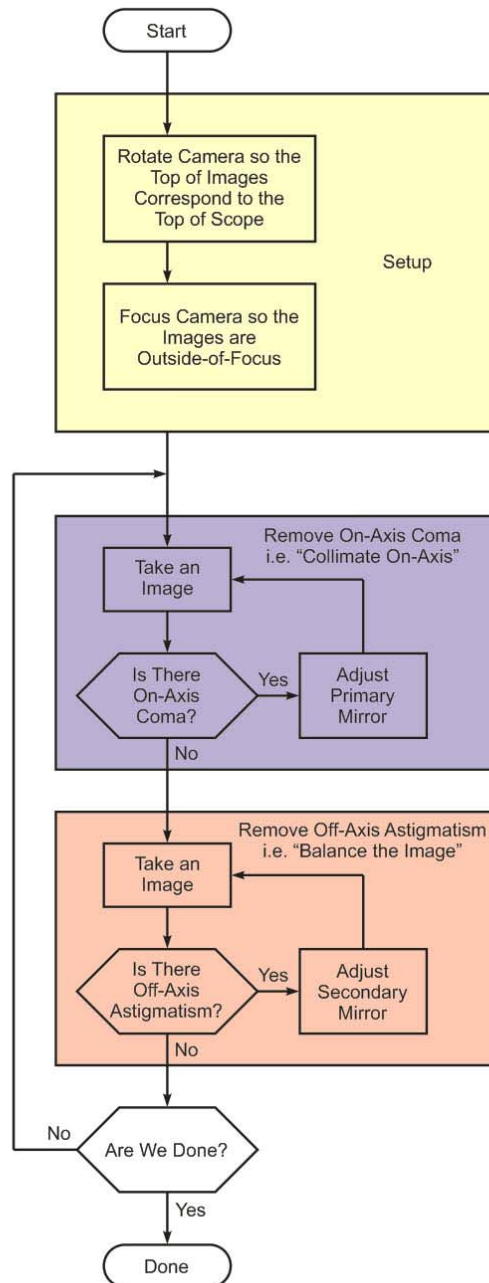 Start
Rotate Camera so the
Top of Images
Correspond to the
Top of Scope
Setup
Focus Camera so the
Images are
Outside-of-Focus
Remove On-Axis Coma
i.e. “Collimate On-Axis”
Take an
Image
Is There
On-Axis
Coma?
Yes
Adjust
Primary
Mirror
No
Remove Off-Axis Astigmatism
i.e. “Balance the Image”
Take an
Image
Is There
Off-Axis
Astigmatism?
Yes
Adjust
Secondary
Mirror
No
No
Are We Done?
Yes
Done